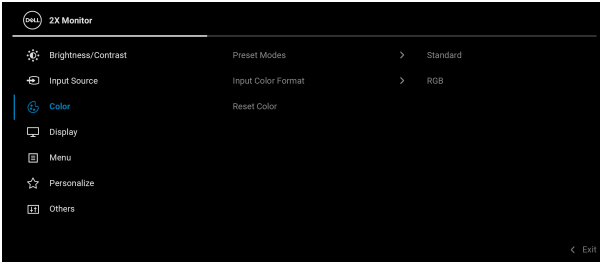 DELL 2X Monitor
Brightness/Contrast Preset Modes Standard
Input Source Input Color Format RGB
Color Reset Color
Display
Menu
Personalize
Others
Exit